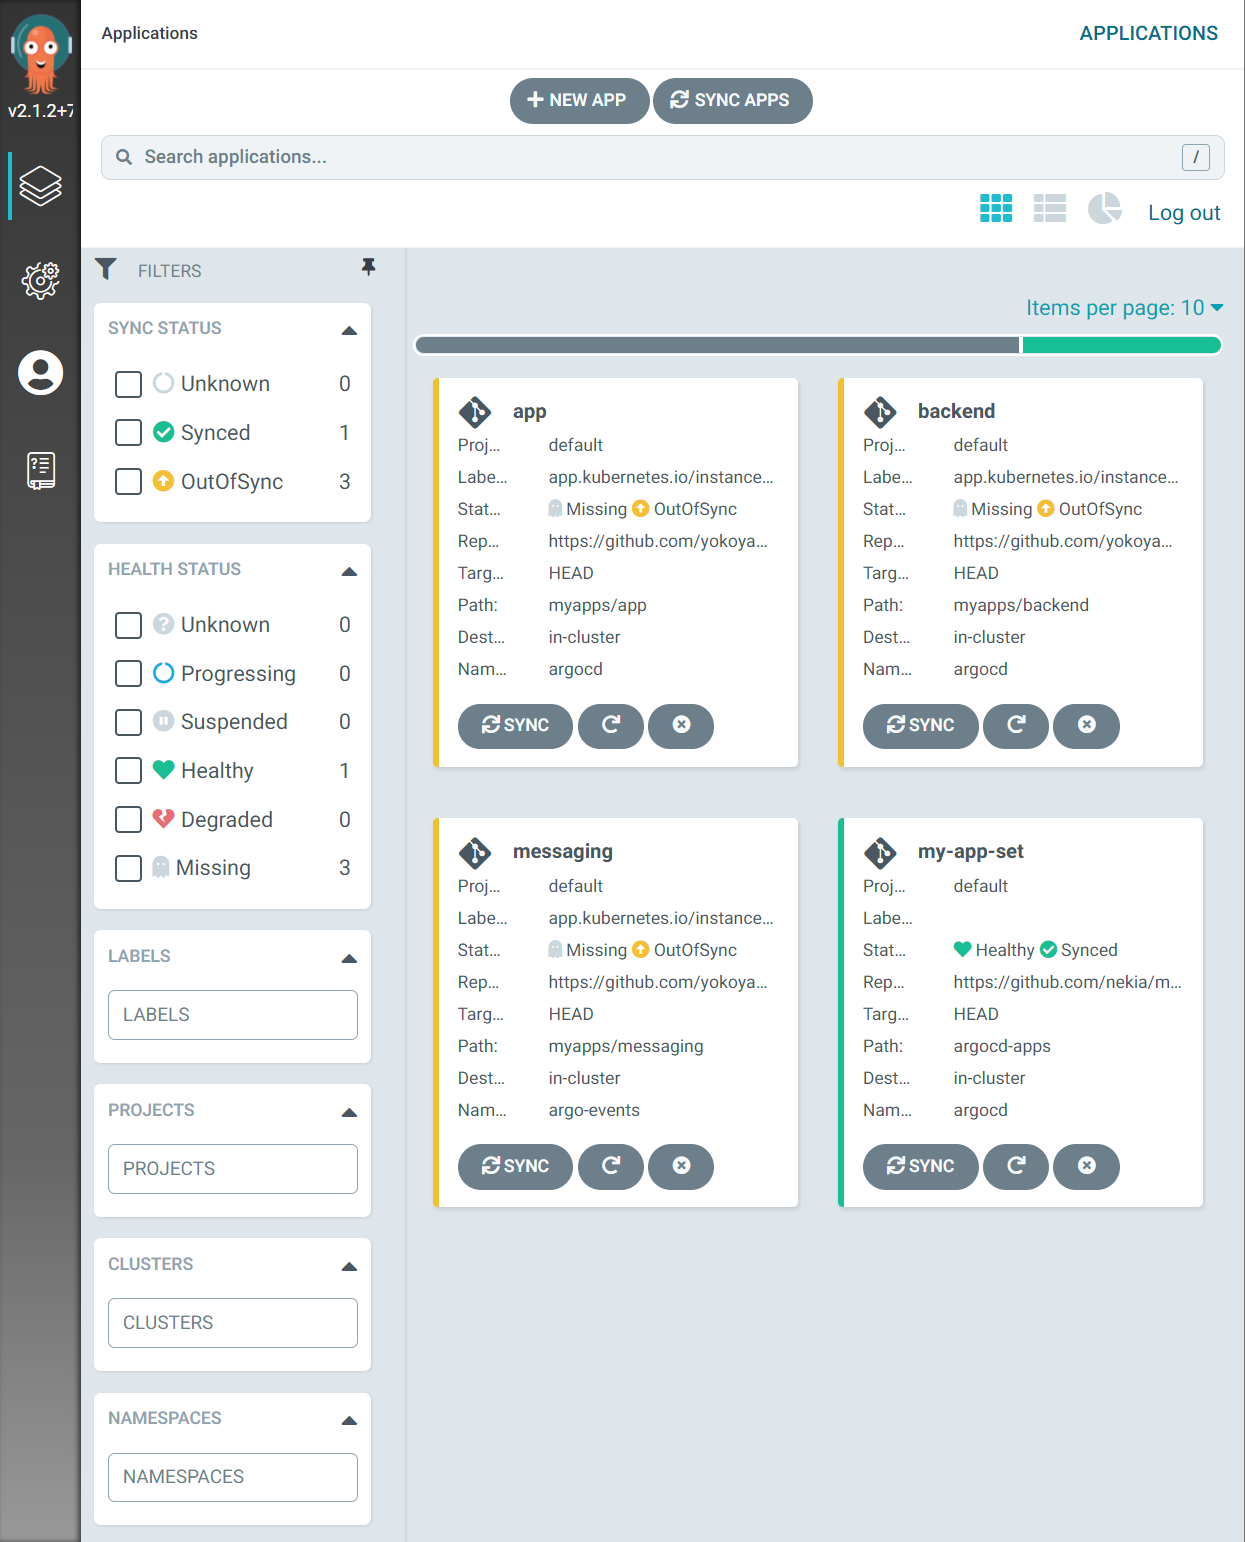 Applications
APPLICATIONS
v2.1.2+7
NEW APP
SYNC APPS
Search applications...
/
Log out
FILTERS
Items per page: 10
SYNC STATUS
Unknown 0
Synced 1
OutOfSync 3
HEALTH STATUS
Unknown 0
Progressing 0
Suspended 0
Healthy 1
Degraded 0
Missing 3
LABELS
LABELS
PROJECTS
PROJECTS
CLUSTERS
CLUSTERS
NAMESPACES
NAMESPACES
app
Proj... default
Labe... app.kubernetes.io/instance...
Stat... Missing OutOfSync
Rep... https://github.com/yokoya...
Targ... HEAD
Path: myapps/app
Dest... in-cluster
Nam... argocd
SYNC
backend
Proj... default
Labe... app.kubernetes.io/instance...
Stat... Missing OutOfSync
Rep... https://github.com/yokoya...
Targ... HEAD
Path: myapps/backend
Dest... in-cluster
Nam... argocd
SYNC
messaging
Proj... default
Labe... app.kubernetes.io/instance...
Stat... Missing OutOfSync
Rep... https://github.com/yokoya...
Targ... HEAD
Path: myapps/messaging
Dest... in-cluster
Nam... argo-events
SYNC
my-app-set
Proj... default
Labe...
Stat... Healthy Synced
Rep... https://github.com/nekia/m...
Targ... HEAD
Path: argocd-apps
Dest... in-cluster
Nam... argocd
SYNC